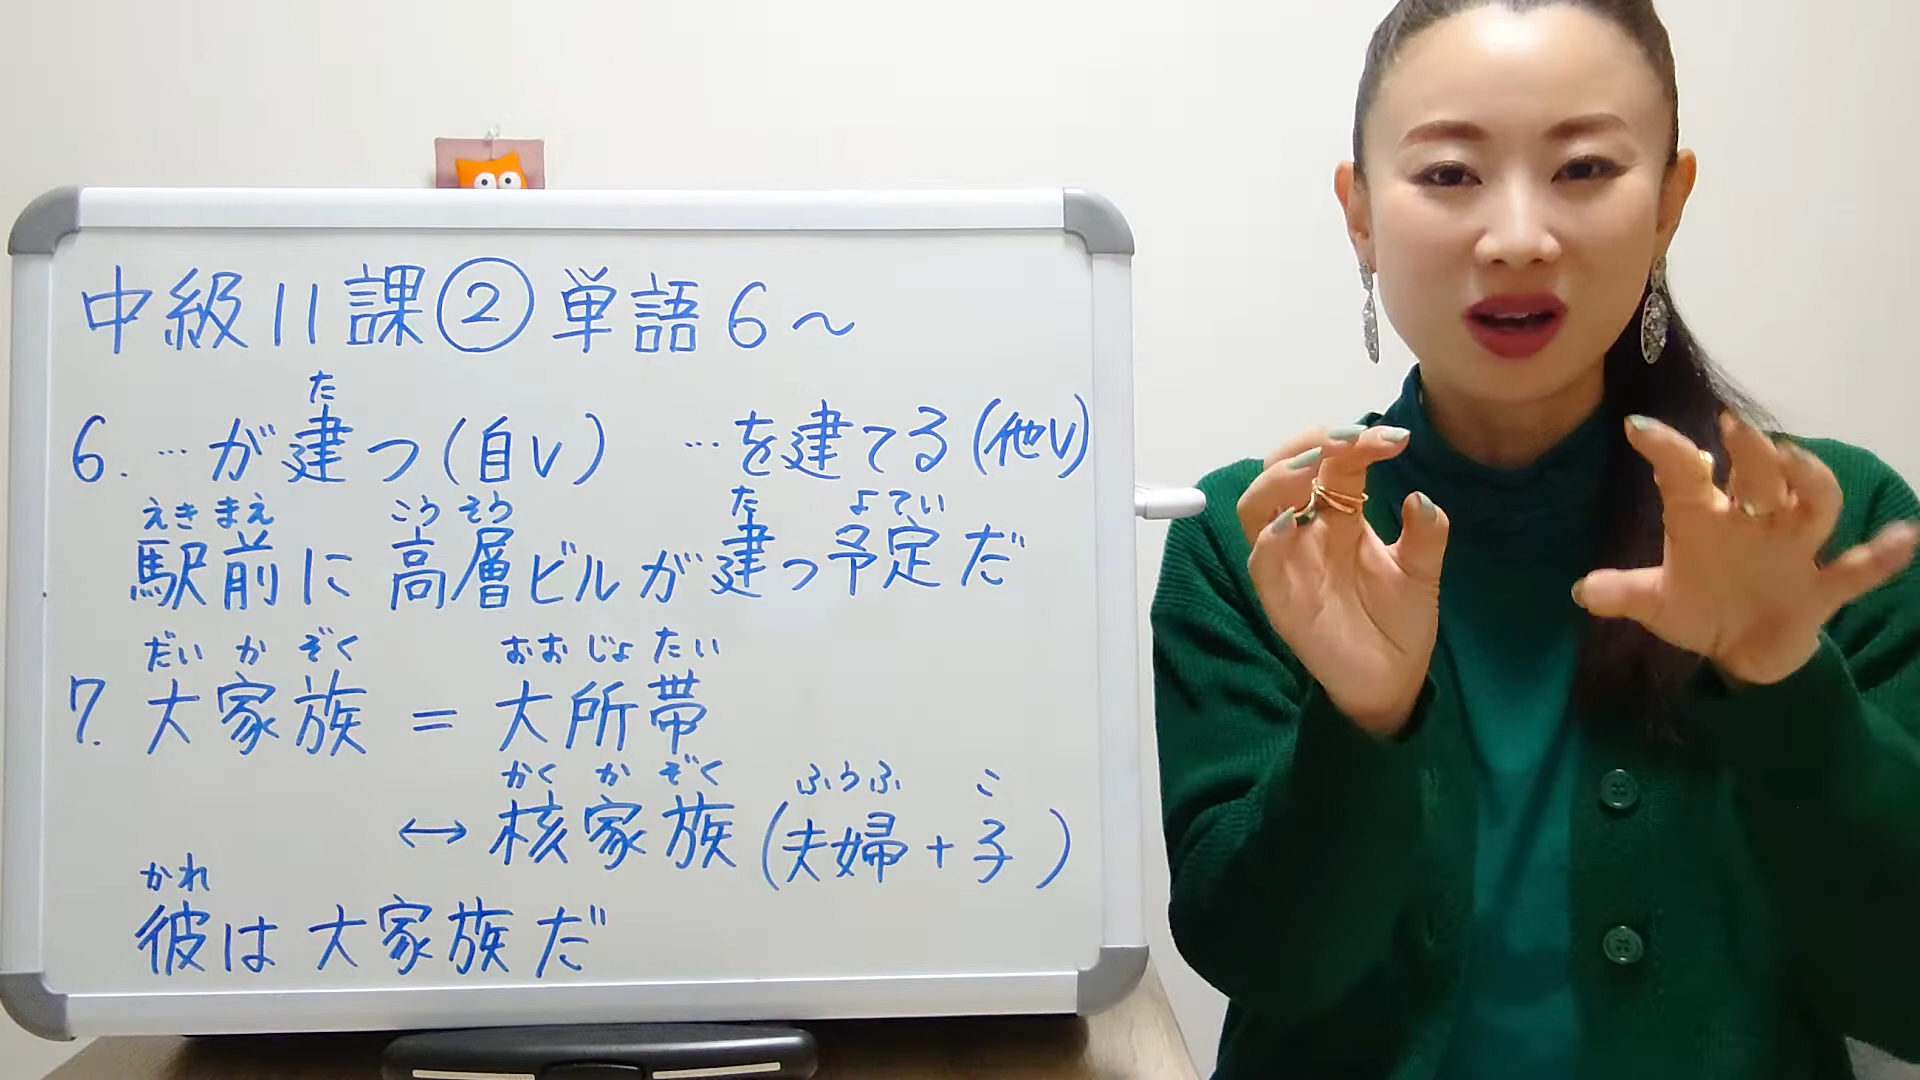 中級11課②単語6～
た
6. …が建つ(自V) …を建てる(他V)
えき まえ こう そう た よてい
駅前に高層ビルが建つ予定だ
だい か ぞく おお じょ たい
7. 大家族 = 大所帯
かく か ぞく ふうふ こ
↔ 核家族(夫婦+子)
かれ
彼は大家族だ